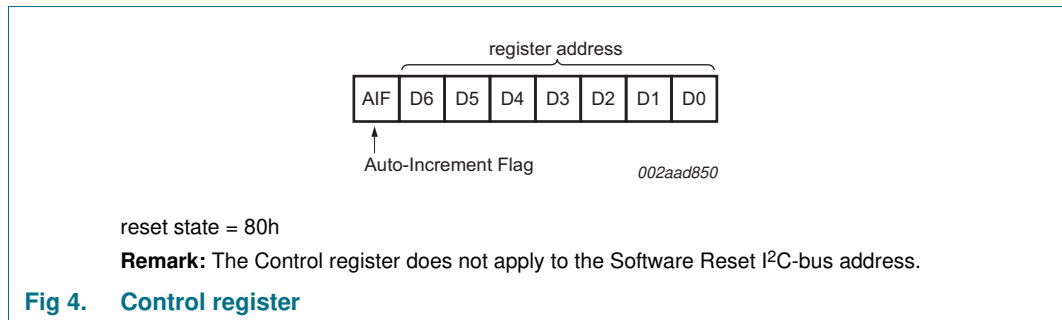 register address
AIF D6 D5 D4 D3 D2 D1 D0
Auto-Increment Flag
002aad850
reset state = 80h
Remark: The Control register does not apply to the Software Reset I²C-bus address.
Fig 4. Control register